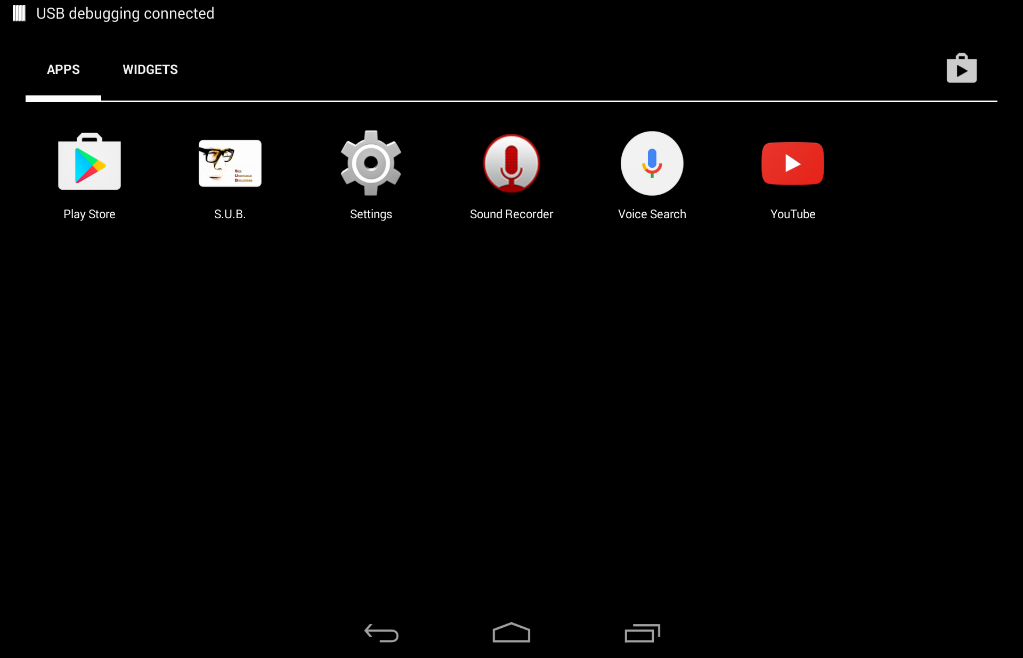 USB debugging connected
APPS WIDGETS
Play Store S.U.B. Settings Sound Recorder Voice Search YouTube